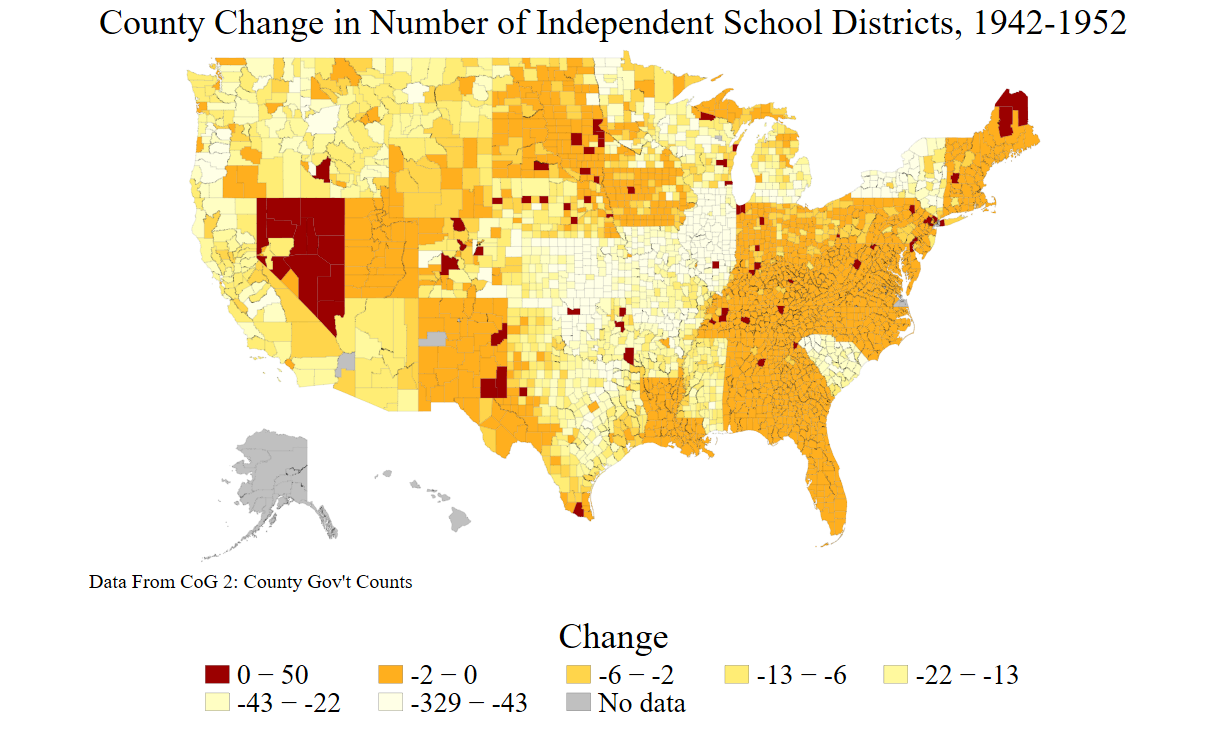 County Change in Number of Independent School Districts, 1942-1952
Data From CoG 2: County Gov't Counts
Change
0 − 50
-2 − 0
-6 − -2
-13 − -6
-22 − -13
-43 − -22
-329 − -43
No data